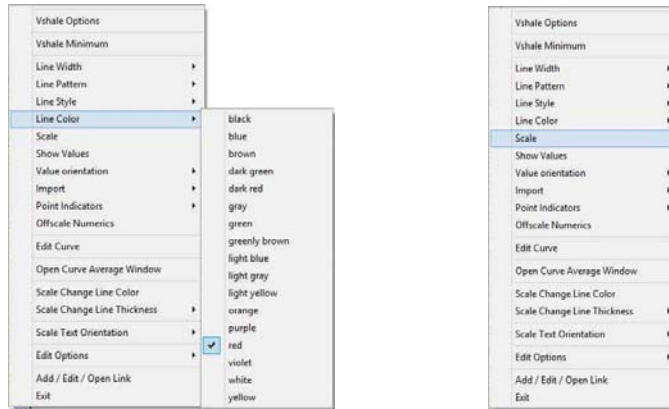 Vshale Options
Vshale Minimum
Line Width
Line Pattern
Line Style
Line Color
Scale
Show Values
Value orientation
Import
Point Indicators
Offscale Numerics
Edit Curve
Open Curve Average Window
Scale Change Line Color
Scale Change Line Thickness
Scale Text Orientation
Edit Options
Add / Edit / Open Link
Exit
black
blue
brown
dark green
dark red
gray
green
greenly brown
light blue
light gray
light yellow
orange
purple
red
violet
white
yellow
Vshale Options
Vshale Minimum
Line Width
Line Pattern
Line Style
Line Color
Scale
Show Values
Value orientation
Import
Point Indicators
Offscale Numerics
Edit Curve
Open Curve Average Window
Scale Change Line Color
Scale Change Line Thickness
Scale Text Orientation
Edit Options
Add / Edit / Open Link
Exit